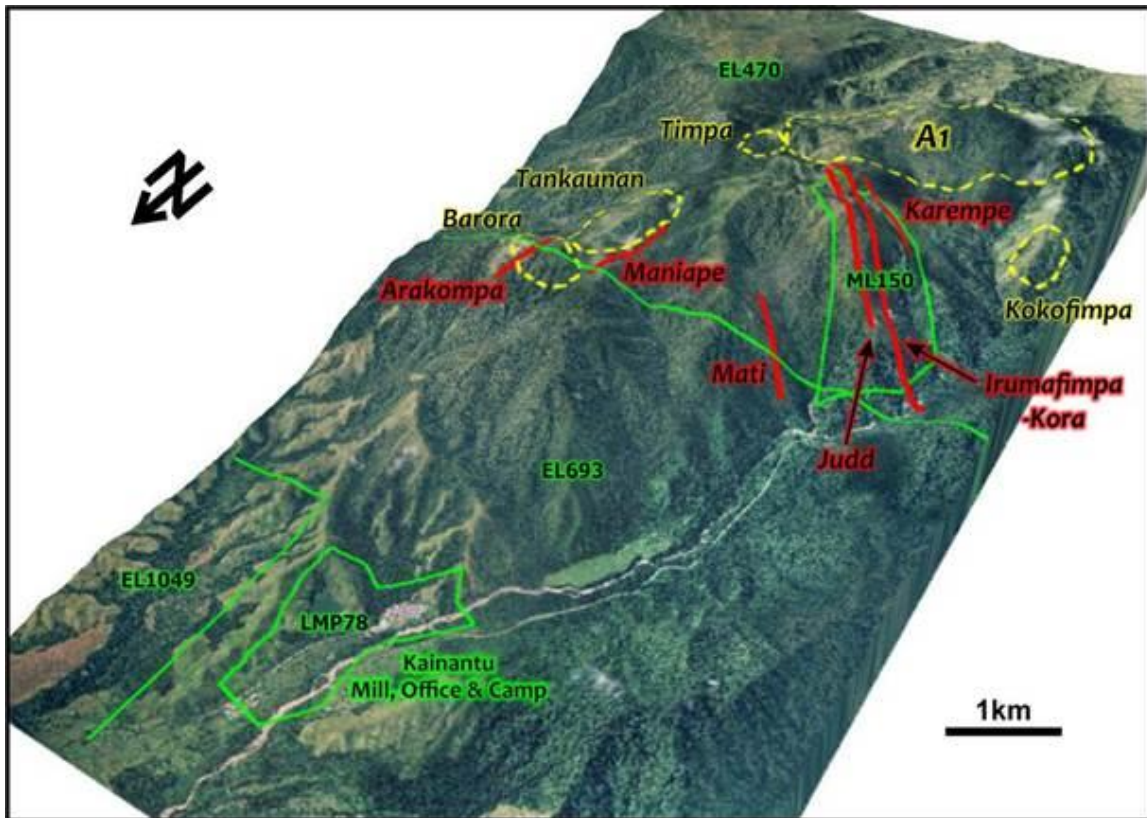 EL470
Timpa
A1
Tankaunan
Barora
Karempe
Arakompa
Maniape
ML150
Kokofimpa
Mati
Irumafimpa
-Kora
Judd
EL693
EL1049
LMP78
Kainantu
Mill, Office & Camp
1km
N